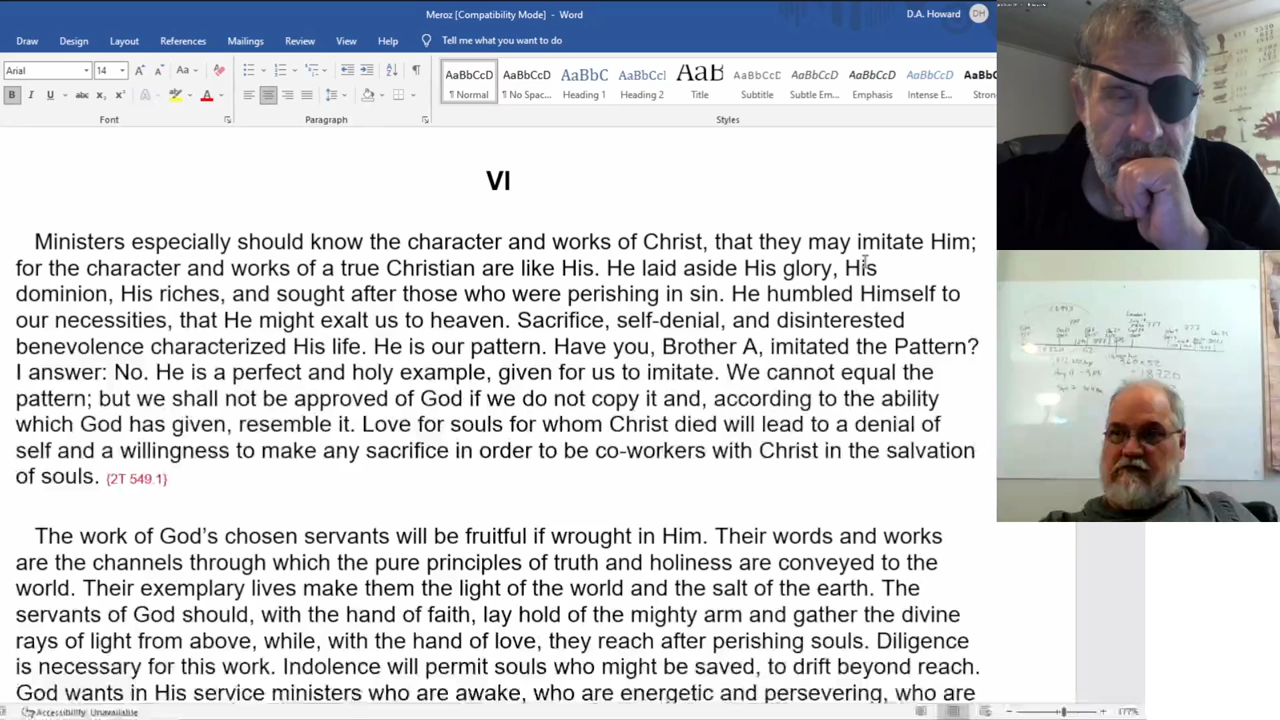 Meroz [Compatibility Mode] - Word
D.A. Howard
DH
Draw Design Layout References Mailings Review View Help Tell me what you want to do
Arial 14
AaBbCcD AaBbCcD AaBbC AaBbCcl AaB AaBbCcD AaBbCcD AaBbCcD AaBbCcD AaBbC
¶ Normal ¶ No Spac... Heading 1 Heading 2 Title Subtitle Subtle Em... Emphasis Intense E... Stron
Font Paragraph Styles
VI
Ministers especially should know the character and works of Christ, that they may imitate Him;
for the character and works of a true Christian are like His. He laid aside His glory, His
dominion, His riches, and sought after those who were perishing in sin. He humbled Himself to
our necessities, that He might exalt us to heaven. Sacrifice, self-denial, and disinterested
benevolence characterized His life. He is our pattern. Have you, Brother A, imitated the Pattern?
I answer: No. He is a perfect and holy example, given for us to imitate. We cannot equal the
pattern; but we shall not be approved of God if we do not copy it and, according to the ability
which God has given, resemble it. Love for souls for whom Christ died will lead to a denial of
self and a willingness to make any sacrifice in order to be co-workers with Christ in the salvation
of souls. {2T 549.1}
The work of God's chosen servants will be fruitful if wrought in Him. Their words and works
are the channels through which the pure principles of truth and holiness are conveyed to the
world. Their exemplary lives make them the light of the world and the salt of the earth. The
servants of God should, with the hand of faith, lay hold of the mighty arm and gather the divine
rays of light from above, while, with the hand of love, they reach after perishing souls. Diligence
is necessary for this work. Indolence will permit souls who might be saved, to drift beyond reach.
God wants in His service ministers who are awake, who are energetic and persevering, who are
Accessibility: Unavailable
177%